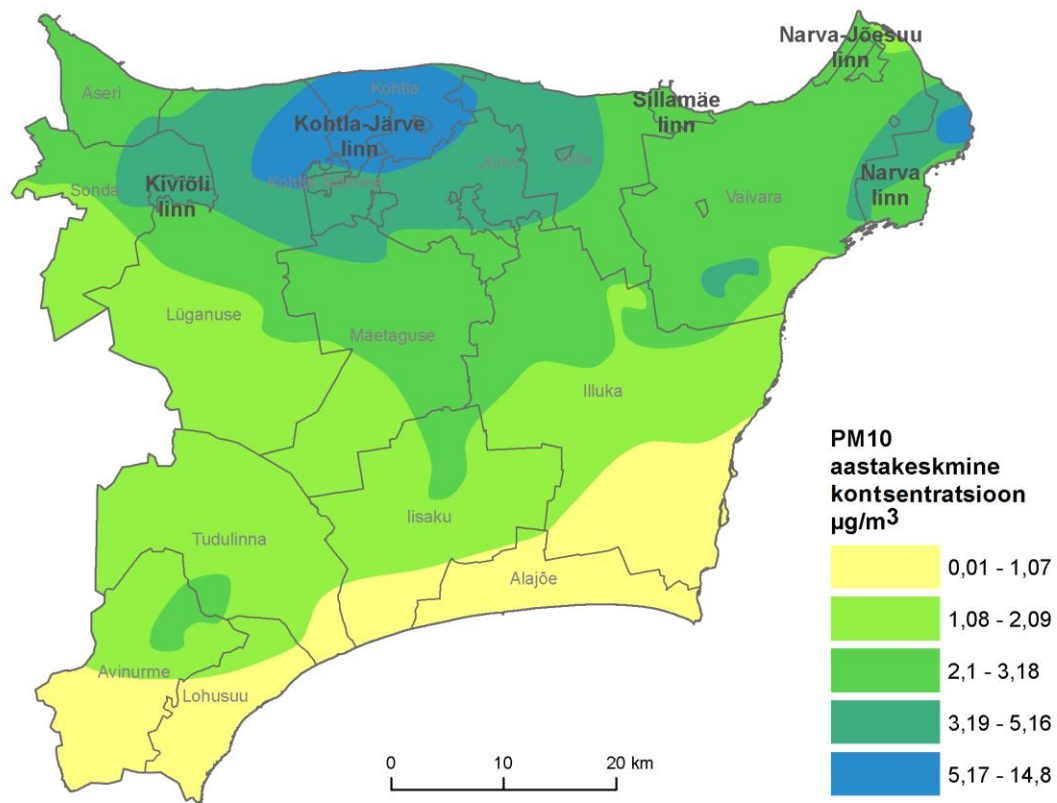 Narva-Jõesuu
linn
Aseri
Kohtla
Sillamäe
linn
Kohtla-Järve
linn
Jõhvi
Kohtla-Nõmme
Sonda
Kiviõli
linn
Vaivara
Narva
linn
Lüganuse
Mäetaguse
Illuka
Iisaku
Tudulinna
Alajõe
Avinurme
Lohusuu
PM10
aastakeskmine
kontsentratsioon
µg/m³
0,01 - 1,07
1,08 - 2,09
2,1 - 3,18
3,19 - 5,16
5,17 - 14,8
0 10 20 km